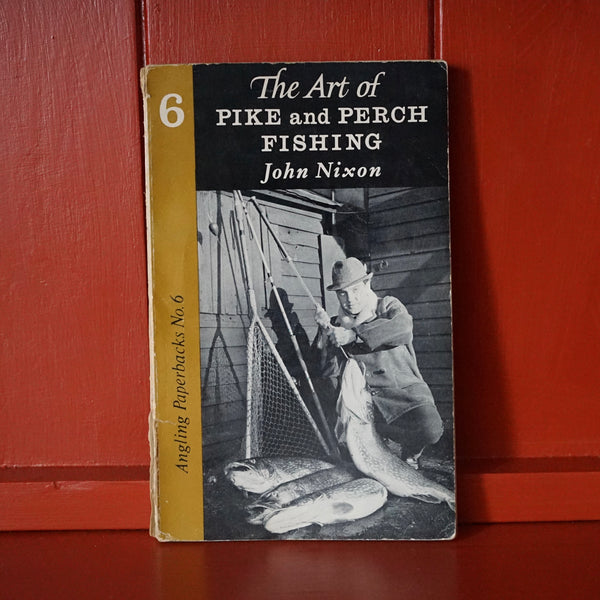 6
The Art of
PIKE and PERCH
FISHING
John Nixon
Angling Paperbacks No. 6